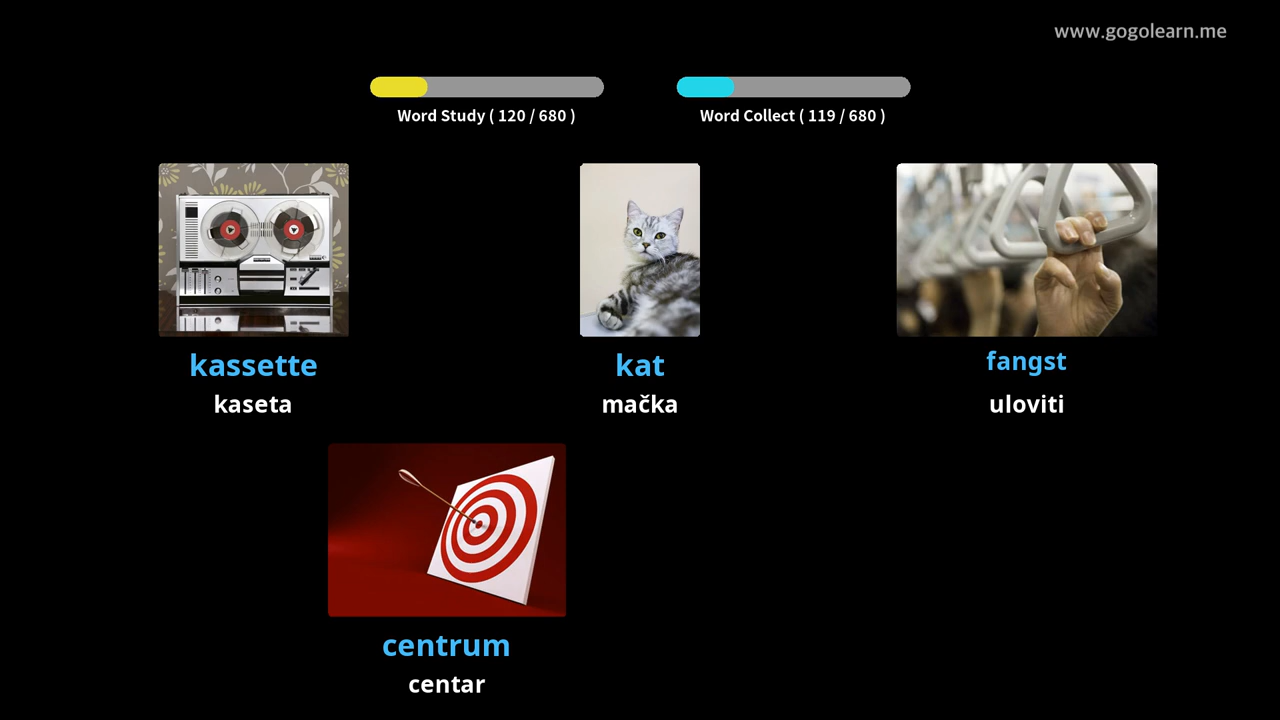 www.gogolearn.me
Word Study ( 120 / 680 )
Word Collect ( 119 / 680 )
kassette
kaseta
kat
mačka
fangst
uloviti
centrum
centar